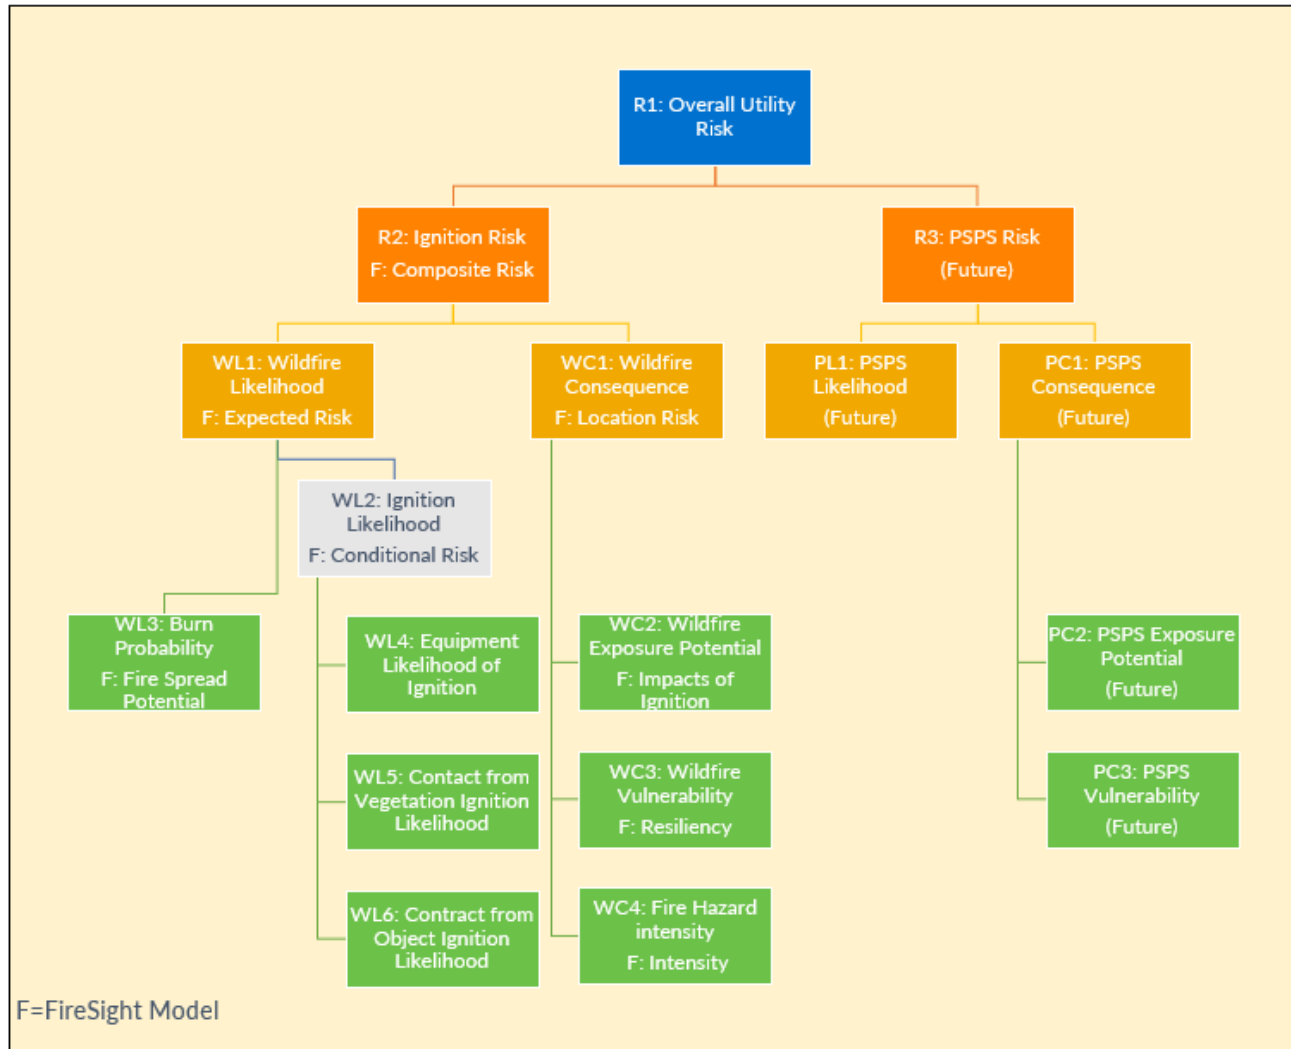 R1: Overall Utility
Risk
R2: Ignition Risk
F: Composite Risk
R3: PSPS Risk
(Future)
WL1: Wildfire
Likelihood
F: Expected Risk
WC1: Wildfire
Consequence
F: Location Risk
PL1: PSPS
Likelihood
(Future)
PC1: PSPS
Consequence
(Future)
WL2: Ignition
Likelihood
F: Conditional Risk
WL3: Burn
Probability
F: Fire Spread
Potential
WL4: Equipment
Likelihood of
Ignition
WC2: Wildfire
Exposure Potential
F: Impacts of
Ignition
PC2: PSPS Exposure
Potential
(Future)
WL5: Contact from
Vegetation Ignition
Likelihood
WC3: Wildfire
Vulnerability
F: Resiliency
PC3: PSPS
Vulnerability
(Future)
WL6: Contract from
Object Ignition
Likelihood
WC4: Fire Hazard
intensity
F: Intensity
F=FireSight Model